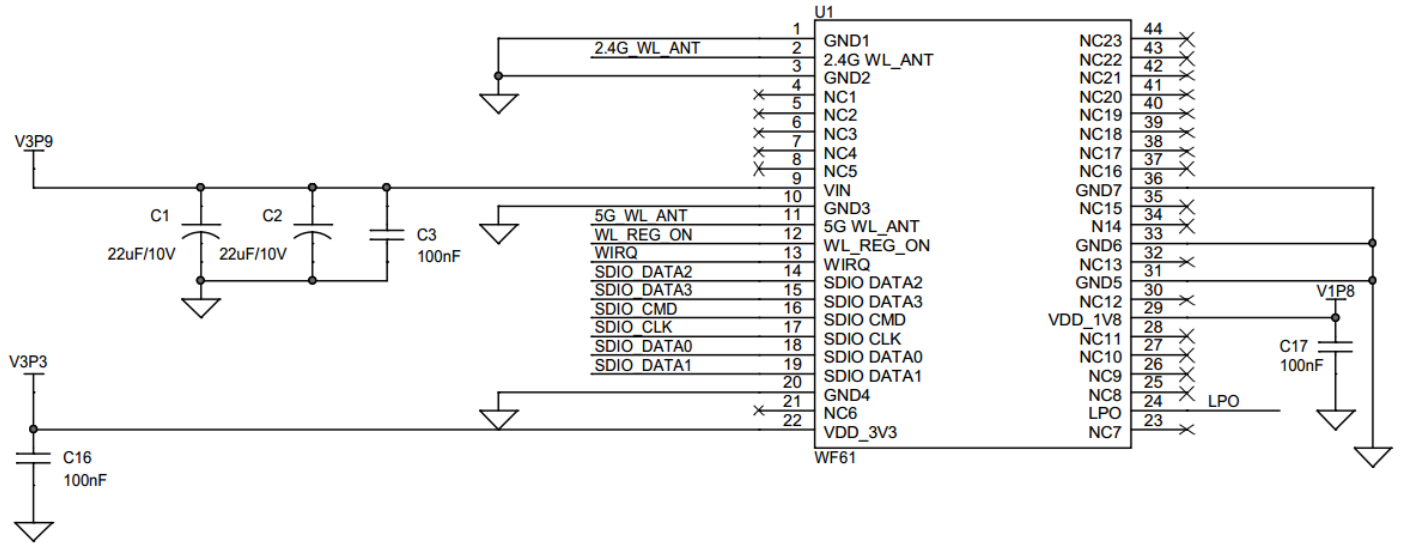 U1
1 GND1 NC23 44
2.4G_WL_ANT 2 2.4G WL_ANT NC22 43
3 GND2 NC21 42
4 NC1 NC20 41
5 NC2 NC19 40
6 NC3 NC18 39
7 NC4 NC17 38
8 NC5 NC16 37
V3P9
9 VIN GND7 36
10 GND3 NC15 35
C1
22uF/10V
C2
22uF/10V
C3
100nF
5G_WL_ANT 11 5G WL_ANT N14 34
WL_REG_ON 12 WL_REG_ON GND6 33
WIRQ 13 WIRQ NC13 32
SDIO_DATA2 14 SDIO DATA2 GND5 31
SDIO_DATA3 15 SDIO DATA3 NC12 30
V1P8
SDIO_CMD 16 SDIO CMD VDD_1V8 29
SDIO_CLK 17 SDIO CLK NC11 28
SDIO_DATA0 18 SDIO DATA0 NC10 27
C17
100nF
SDIO_DATA1 19 SDIO DATA1 NC9 26
V3P3
20 GND4 NC8 25
21 NC6 LPO 24 LPO
22 VDD_3V3 NC7 23
WF61
C16
100nF